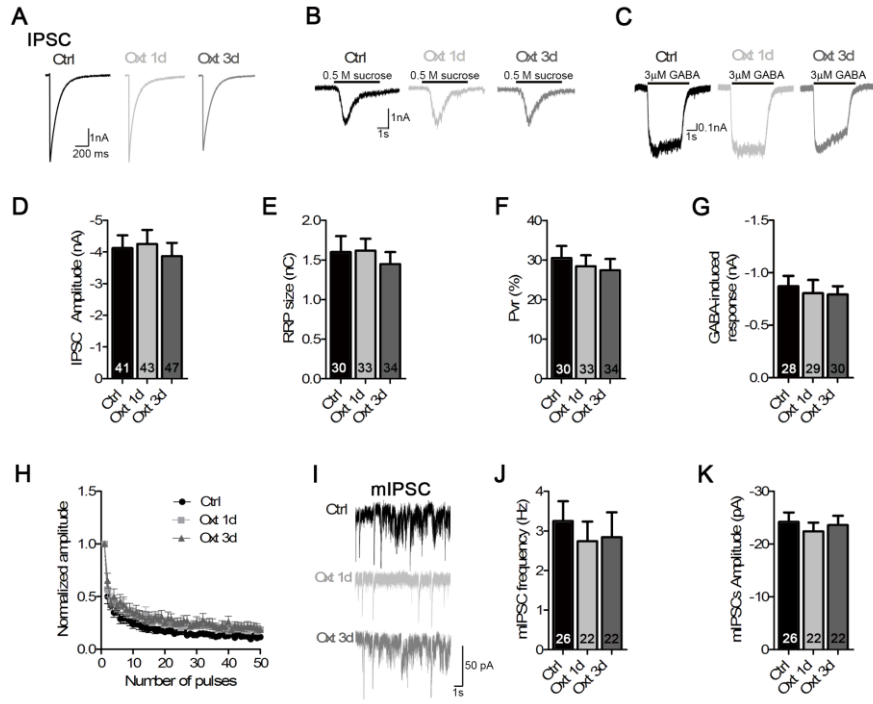 A
IPSC
Ctrl
Oxt 1d
Oxt 3d
1nA
200 ms
B
Ctrl
Oxt 1d
Oxt 3d
0.5 M sucrose
0.5 M sucrose
0.5 M sucrose
1nA
1s
C
Ctrl
Oxt 1d
Oxt 3d
3µM GABA
3µM GABA
3µM GABA
0.1nA
1s
D
IPSC Amplitude (nA)
-5
-4
-3
-2
-1
0
41
43
47
Ctrl
Oxt 1d
Oxt 3d
E
RRP size (nC)
2.0
1.5
1.0
0.5
0.0
30
33
34
Ctrl
Oxt 1d
Oxt 3d
F
Pvr (%)
40
30
20
10
0
30
33
34
Ctrl
Oxt 1d
Oxt 3d
G
GABA-induced
response (nA)
-1.5
-1.0
-0.5
0.0
28
29
30
Ctrl
Oxt 1d
Oxt 3d
H
Normalized amplitude
1.5
1.0
0.5
0.0
0 10 20 30 40 50
Number of pulses
Ctrl
Oxt 1d
Oxt 3d
I
mIPSC
Ctrl
Oxt 1d
Oxt 3d
50 pA
1s
J
mIPSC frequency (Hz)
4
3
2
1
0
26
22
22
Ctrl
Oxt 1d
Oxt 3d
K
mIPSCs Amplitude (pA)
-30
-20
-10
0
26
22
22
Ctrl
Oxt 1d
Oxt 3d